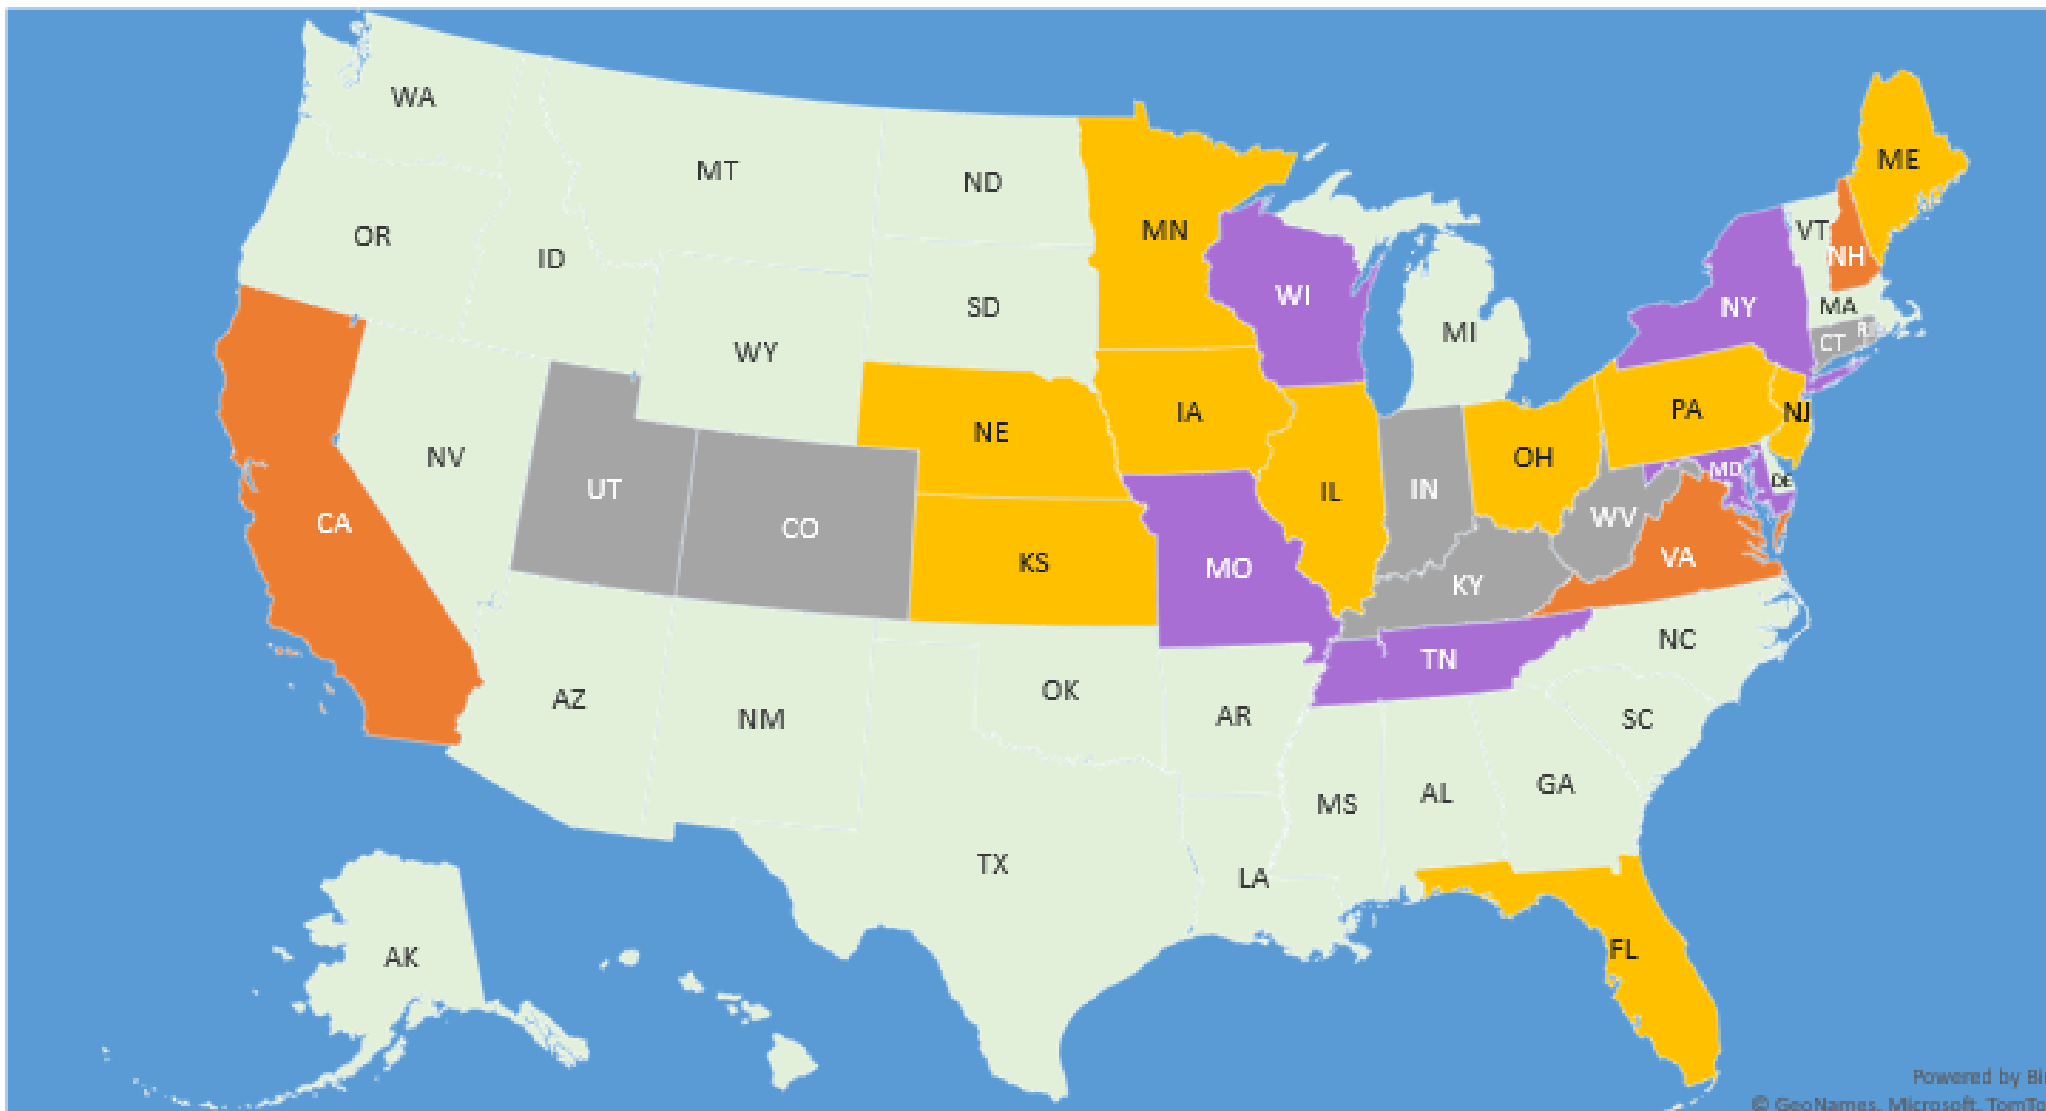 WA
MT
ND
ME
OR
ID
MN
VT
NH
SD
WI
NY
MA
WY
MI
CT
NE
IA
PA
NJ
NV
UT
CO
IL
IN
OH
MD
DE
CA
KS
MO
KY
WV
VA
AZ
NM
OK
AR
TN
NC
SC
TX
LA
MS
AL
GA
AK
FL
Powered by Bi
© GeoNames, Microsoft, TomTo